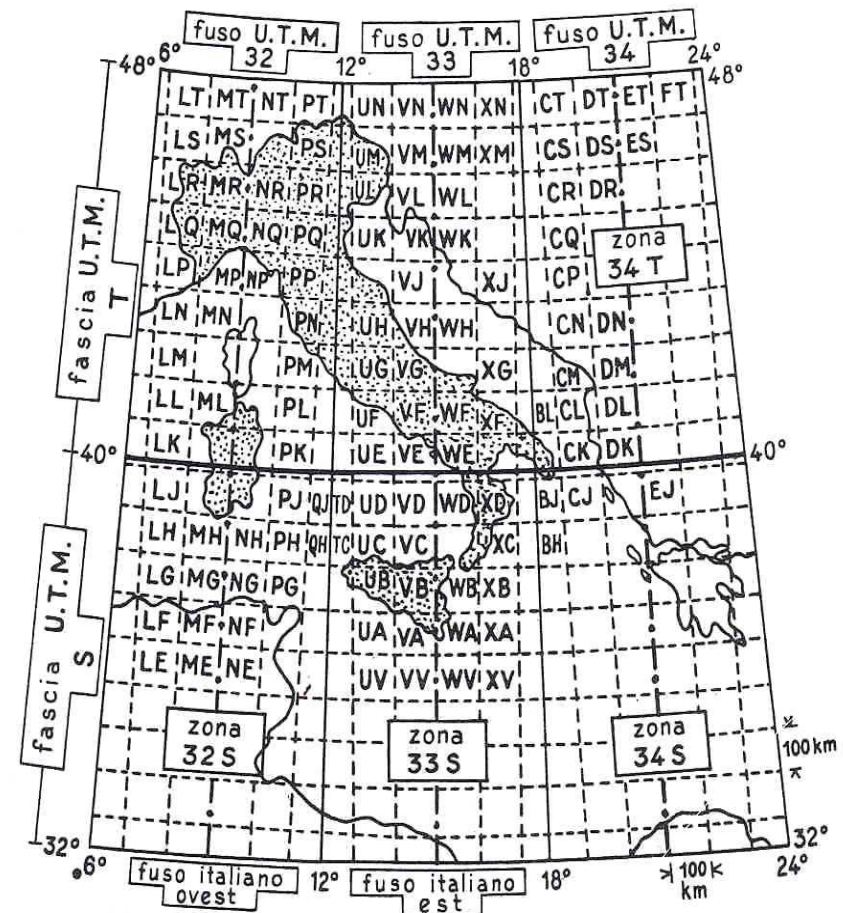 fuso U.T.M. fuso U.T.M. fuso U.T.M.
32 33 34
48° 6° 12° 18° 24° 48°
LT MT NT PT UN VN WN XN CT DT ET FT
LS MS PS UM VM WM XM CS DS ES
LR MR NR PR UL VL WL CR DR
LQ MQ NQ PQ UK VK WK CQ
zona
34 T
LP MP NP PP VJ XJ CP
LN MN PN UH VH WH CN DN
LM PM UG VG XG CM DM
LL ML PL UF VF WF XF BL CL DL
LK PK UE VE WE CK DK
40° 40°
LJ PJ QJ TD UD VD WD XD BJ CJ EJ
LH MH NH PH QH TC UC VC XC BH
LG MG NG PG UB VB WB XB
LF MF NF UA VA WA XA
LE ME NE UV VV WV XV
fascia U.T.M.
T
fascia U.T.M.
S
zona zona zona
32 S 33 S 34 S
100 km
32° 32°
6° 12° 18° 24°
fuso italiano
ovest
fuso italiano
est
100
km